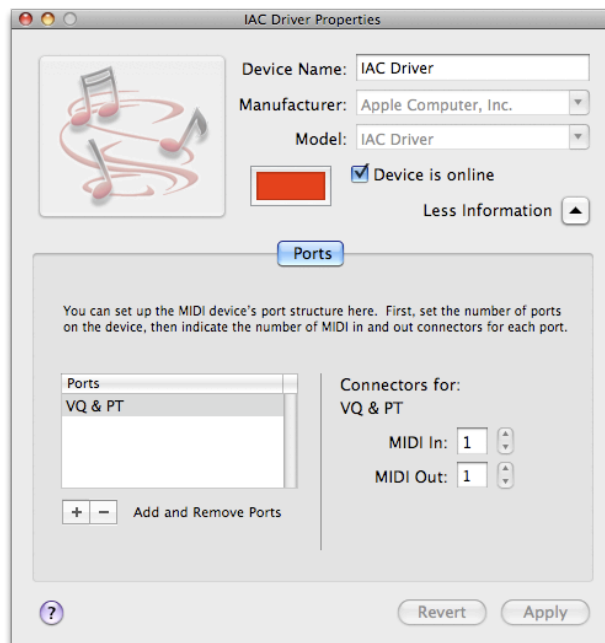 IAC Driver Properties
Device Name: IAC Driver
Manufacturer: Apple Computer, Inc.
Model: IAC Driver
Device is online
Less Information
Ports
You can set up the MIDI device's port structure here. First, set the number of ports
on the device, then indicate the number of MIDI in and out connectors for each port.
Ports
VQ & PT
Connectors for:
VQ & PT
MIDI In: 1
MIDI Out: 1
+ − Add and Remove Ports
? Revert Apply